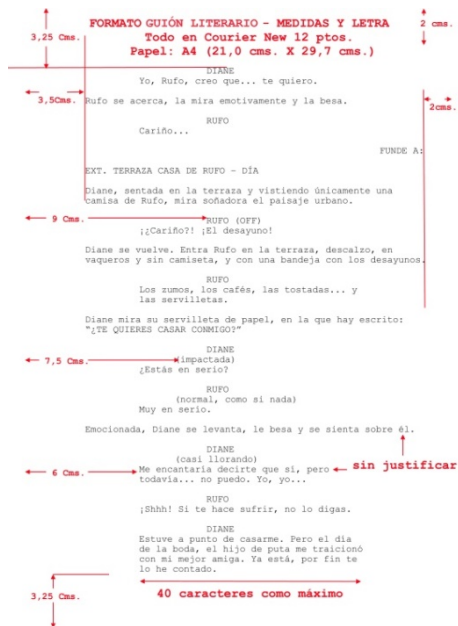 FORMATO GUIÓN LITERARIO - MEDIDAS Y LETRA
Todo en Courier New 12 ptos.
Papel: A4 (21,0 cms. X 29,7 cms.)
3,25 Cms.
2 cms.
DIANE
Yo, Rufo, creo que... te quiero.
3,5Cms.
2cms.
Rufo se acerca, la mira emotivamente y la besa.
RUFO
Cariño...
FUNDE A:
EXT. TERRAZA CASA DE RUFO - DÍA
Diane, sentada en la terraza y vistiendo únicamente una
camisa de Rufo, mira soñadora el paisaje urbano.
9 Cms.
RUFO (OFF)
¡¿Cariño?! ¡El desayuno!
Diane se vuelve. Entra Rufo en la terraza, descalzo, en
vaqueros y sin camiseta, y con una bandeja con los desayunos.
RUFO
Los zumos, los cafés, las tostadas... y
las servilletas.
Diane mira su servilleta de papel, en la que hay escrito:
"¿TE QUIERES CASAR CONMIGO?"
DIANE
7,5 Cms.
(impactada)
¿Estás en serio?
RUFO
(normal, como si nada)
Muy en serio.
Emocionada, Diane se levanta, le besa y se sienta sobre él.
DIANE
(casi llorando)
sin justificar
6 Cms.
Me encantaría decirte que sí, pero
todavía... no puedo. Yo, yo...
RUFO
¡Shhh! Si te hace sufrir, no lo digas.
DIANE
Estuve a punto de casarme. Pero el día
de la boda, el hijo de puta me traicionó
con mi mejor amiga. Ya está, por fin te
lo he contado.
3,25 Cms.
40 caracteres como máximo